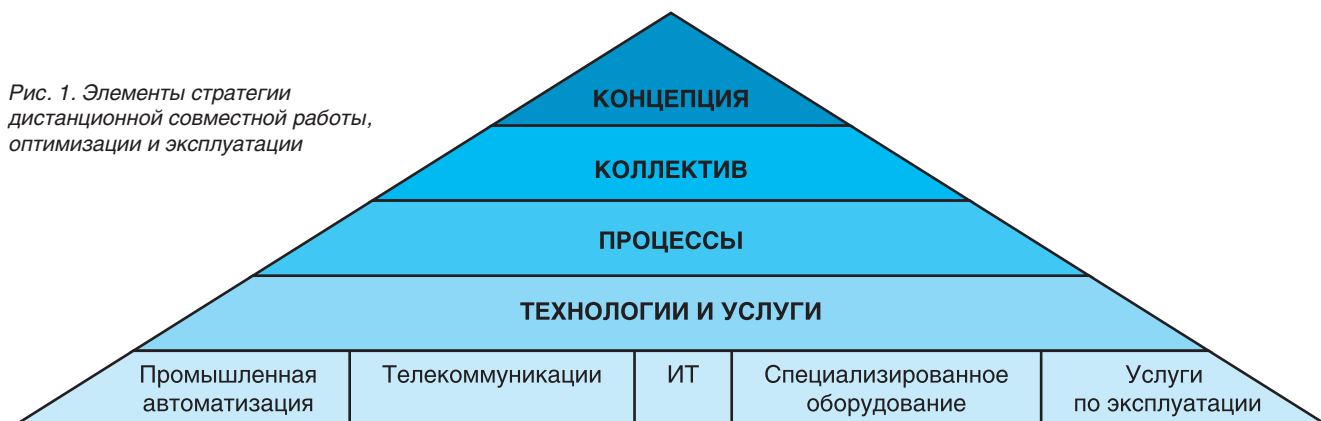 Рис. 1. Элементы стратегии
дистанционной совместной работы,
оптимизации и эксплуатации
КОНЦЕПЦИЯ
КОЛЛЕКТИВ
ПРОЦЕССЫ
ТЕХНОЛОГИИ И УСЛУГИ
Промышленная
автоматизация
Телекоммуникации
ИТ
Специализированное
оборудование
Услуги
по эксплуатации